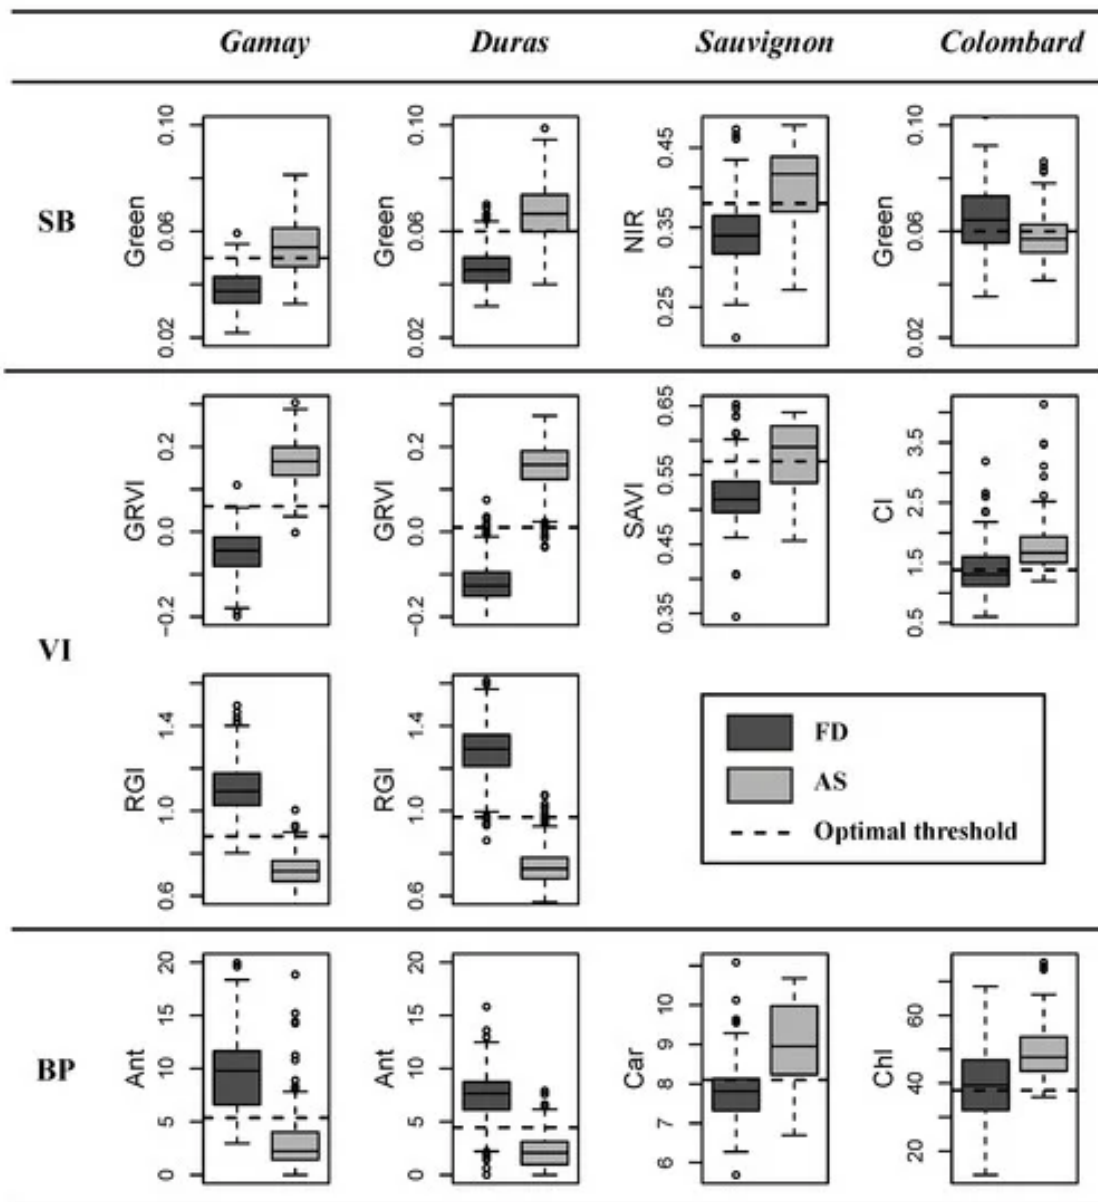 Gamay Duras Sauvignon Colombard
SB
Green 0.02 0.06 0.10
Green 0.02 0.06 0.10
NIR 0.25 0.35 0.45
Green 0.02 0.06 0.10
VI
GRVI −0.2 0.0 0.2
GRVI −0.2 0.0 0.2
SAVI 0.35 0.45 0.55 0.65
CI 0.5 1.5 2.5 3.5
RGI 0.6 1.0 1.4
RGI 0.6 1.0 1.4
FD
AS
Optimal threshold
BP
Ant 0 5 10 15 20
Ant 0 5 10 15 20
Car 6 7 8 9 10
Chl 20 40 60